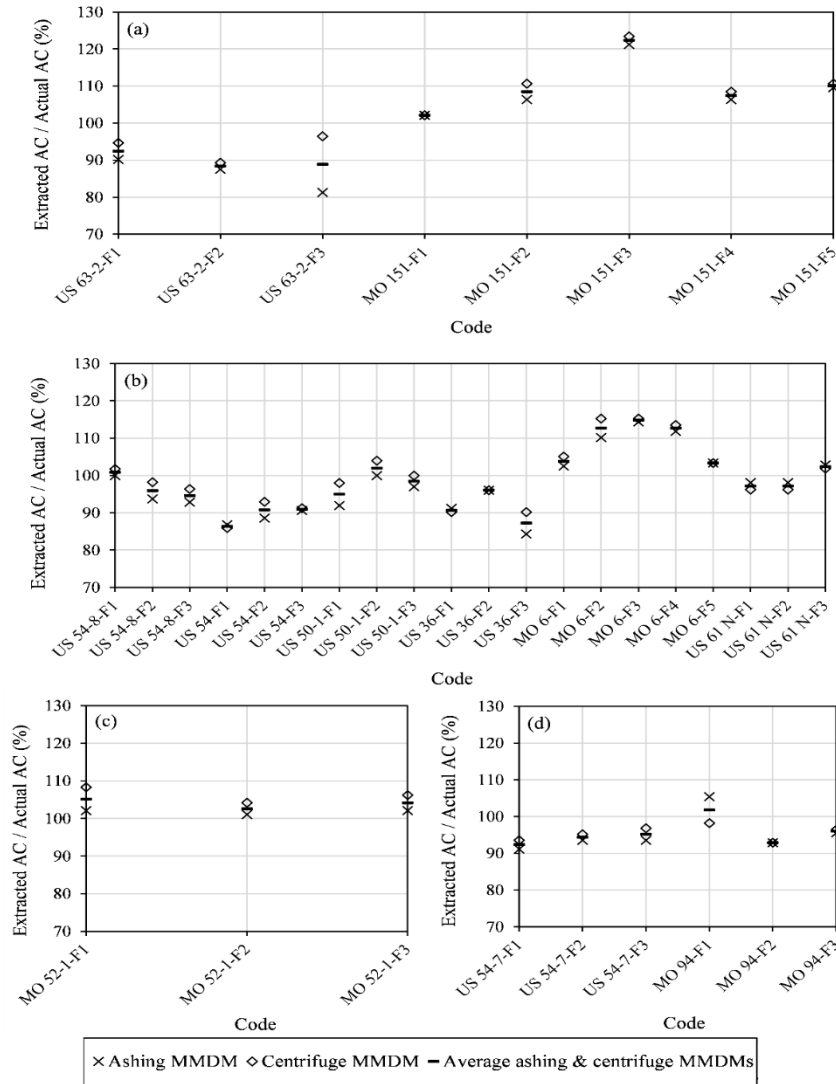 (a)
Extracted AC / Actual AC (%)
130
120
110
100
90
80
70
US 63-2-F1
US 63-2-F2
US 63-2-F3
MO 151-F1
MO 151-F2
MO 151-F3
MO 151-F4
MO 151-F5
Code
(b)
Extracted AC / Actual AC (%)
130
120
110
100
90
80
70
US 54-8-F1
US 54-8-F2
US 54-8-F3
US 54-F1
US 54-F2
US 54-F3
US 50-1-F1
US 50-1-F2
US 50-1-F3
US 36-F1
US 36-F2
US 36-F3
MO 6-F1
MO 6-F2
MO 6-F3
MO 6-F4
MO 6-F5
US 61 N-F1
US 61 N-F2
US 61 N-F3
Code
(c)
Extracted AC / Actual AC (%)
130
120
110
100
90
80
70
MO 52-1-F1
MO 52-1-F2
MO 52-1-F3
Code
(d)
Extracted AC / Actual AC (%)
130
120
110
100
90
80
70
US 54-7-F1
US 54-7-F2
US 54-7-F3
MO 94-F1
MO 94-F2
MO 94-F3
Code
Ashing MMDM Centrifuge MMDM Average ashing & centrifuge MMDMs